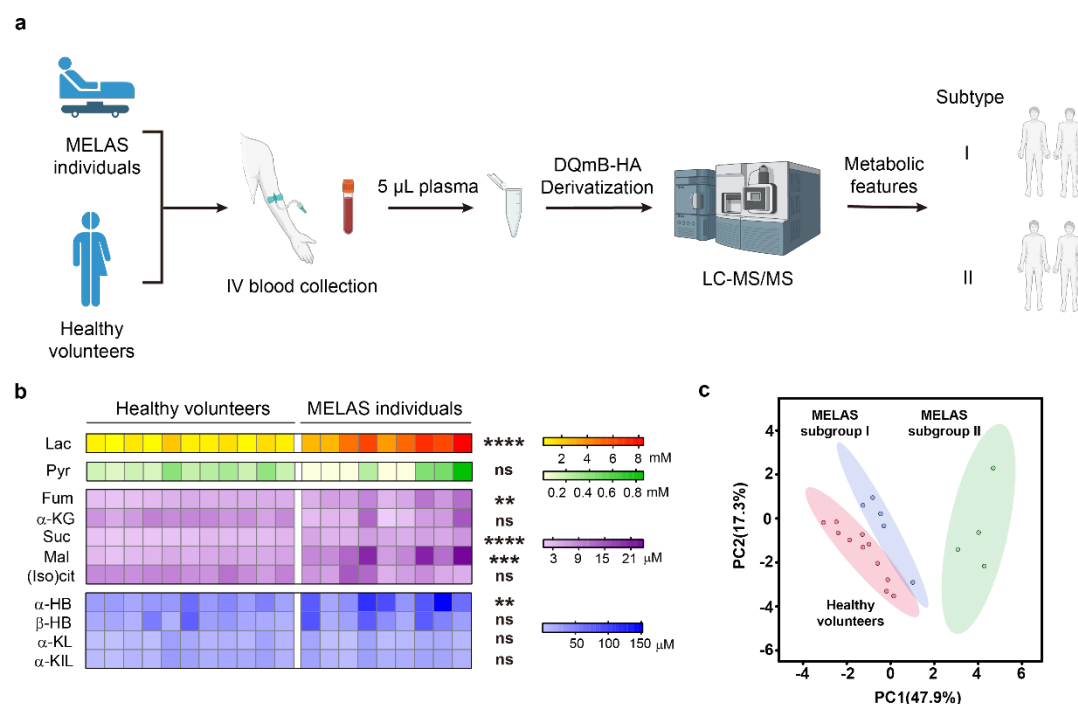 a
MELAS
individuals
Healthy
volunteers
IV blood collection
5 µL plasma
DQmB-HA
Derivatization
LC-MS/MS
Metabolic
features
Subtype
I
II
b
Healthy volunteers
MELAS individuals
Lac
****
2 4 6 8
mM
Pyr
ns
0.2 0.4 0.6 0.8
mM
Fum
**
α-KG
ns
Suc
****
Mal
***
(Iso)cit
ns
3 9 15 21
µM
α-HB
**
β-HB
ns
α-KL
ns
α-KIL
ns
50 100 150
µM
c
MELAS
subgroup I
MELAS
subgroup II
Healthy
volunteers
PC2(17.3%)
4
2
0
-2
-4
-6
-4 -2 0 2 4 6
PC1(47.9%)